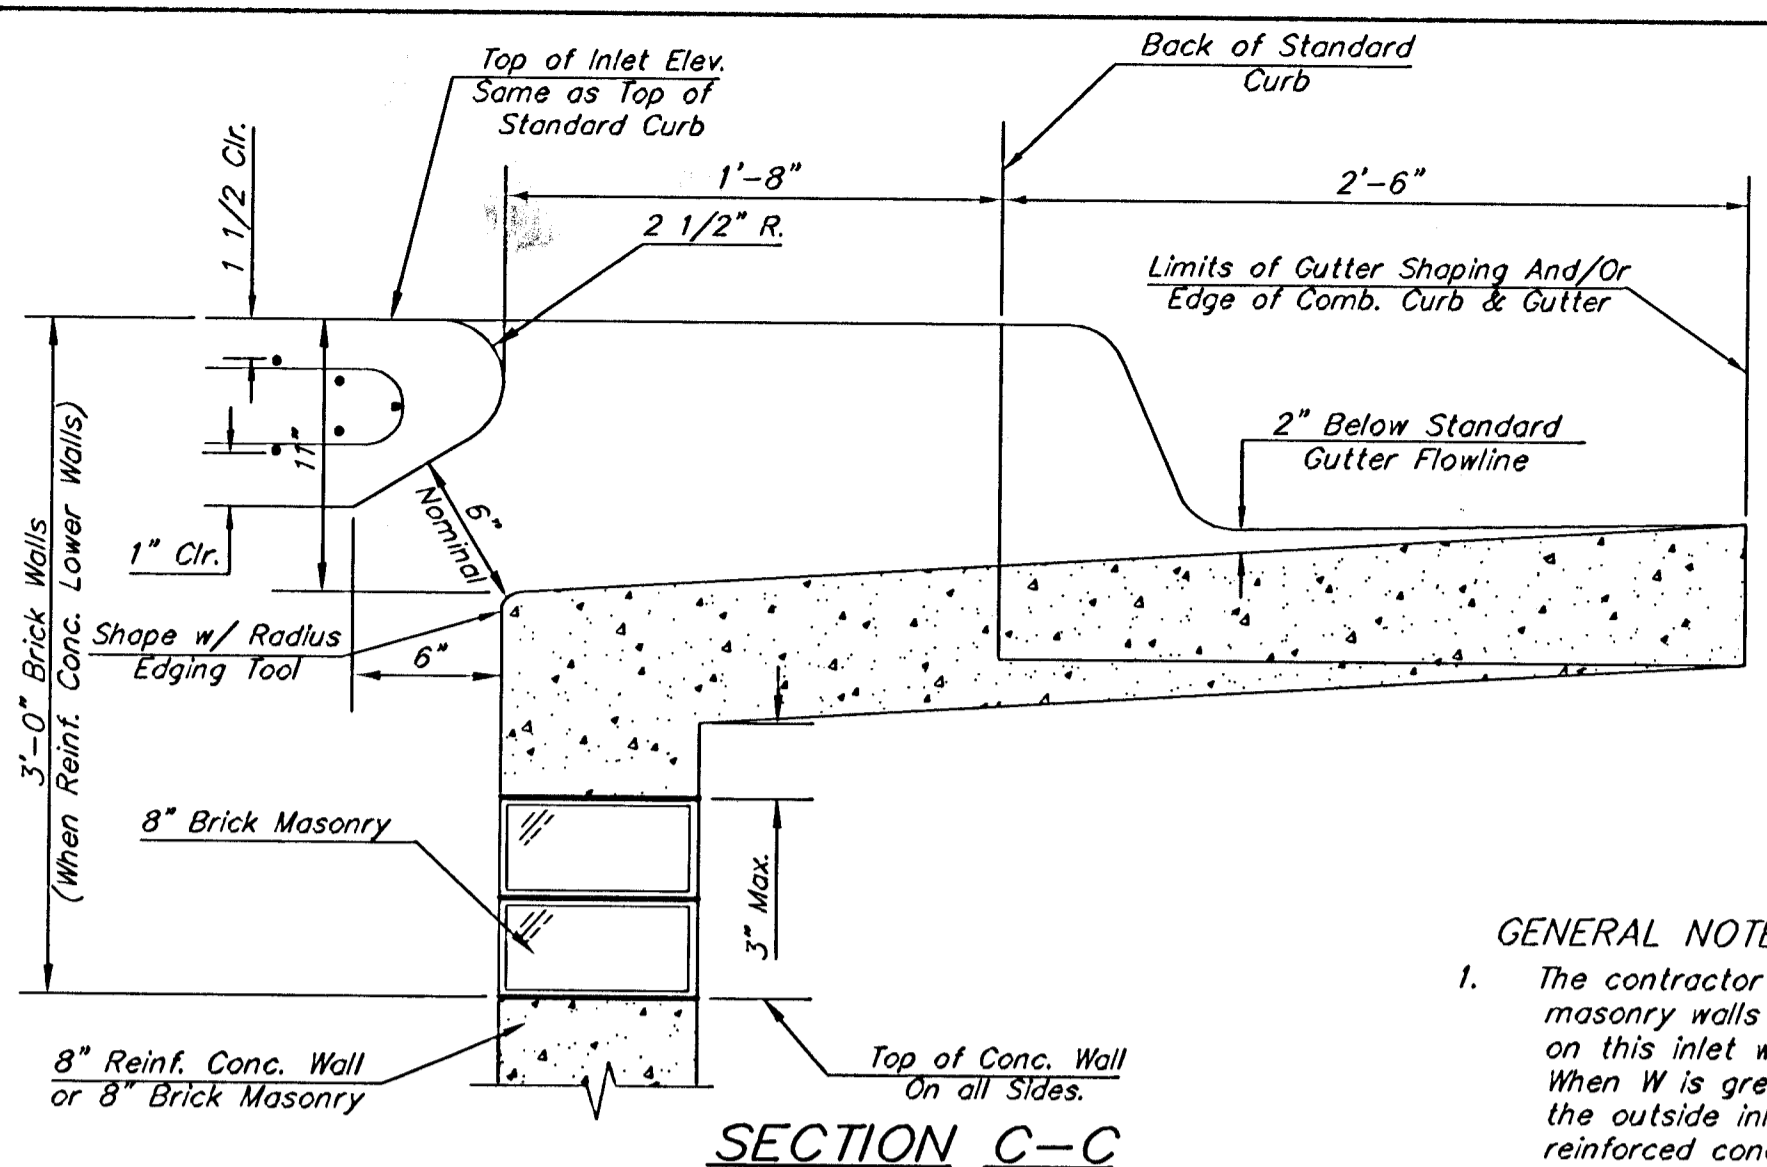 Top of Inlet Elev.
Same as Top of
Standard Curb
Back of Standard
Curb
1 1/2 Clr.
1'-8"
2'-6"
2 1/2" R.
Limits of Gutter Shaping And/Or
Edge of Comb. Curb & Gutter
11"
2" Below Standard
Gutter Flowline
6"
Nominal
1" Clr.
3'-0" Brick Walls
(When Reinf. Conc. Lower Walls)
Shape w/ Radius
Edging Tool
6"
8" Brick Masonry
3" Max.
8" Reinf. Conc. Wall
or 8" Brick Masonry
Top of Conc. Wall
On all Sides.
SECTION C-C
GENERAL NOTE
1. The contractor
masonry walls
on this inlet w
When W is gre
the outside inl
reinforced conc